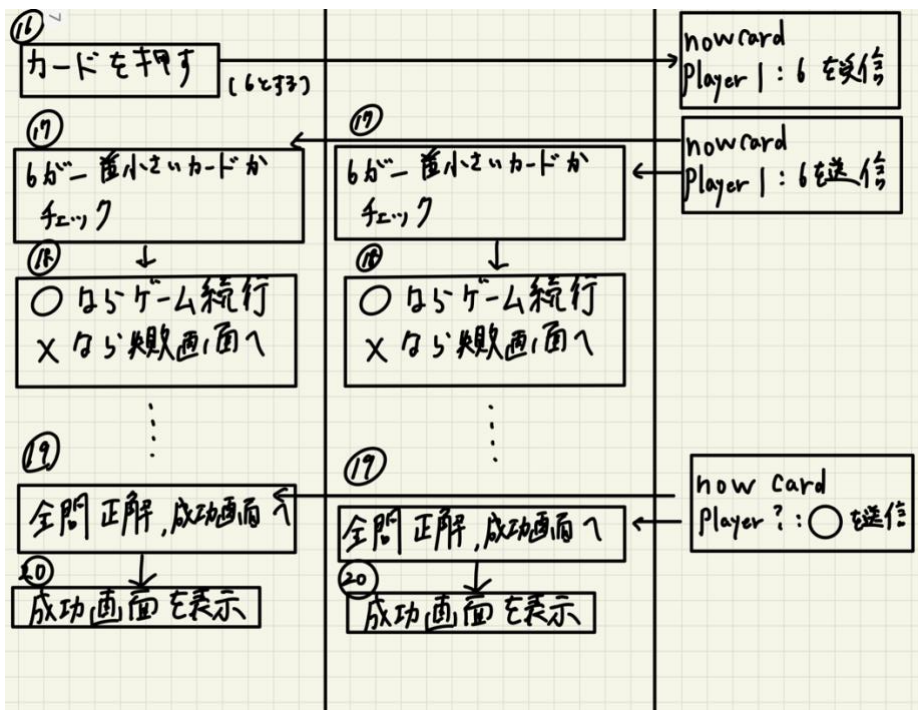 ⑯
カードを押す
(6とする)
nowcard
Player 1 : 6 を受信
⑰
6が一番小さいカードか
チェック
⑰
6が一番小さいカードか
チェック
nowcard
Player 1 : 6を送信
⑱
○ ならゲーム続行
× なら失敗画面へ
⑱
○ ならゲーム続行
× なら失敗画面へ
⑲
全問正解,成功画面へ
⑲
全問正解,成功画面へ
now card
Player ? : ○ を送信
⑳
成功画面を表示
⑳
成功画面を表示